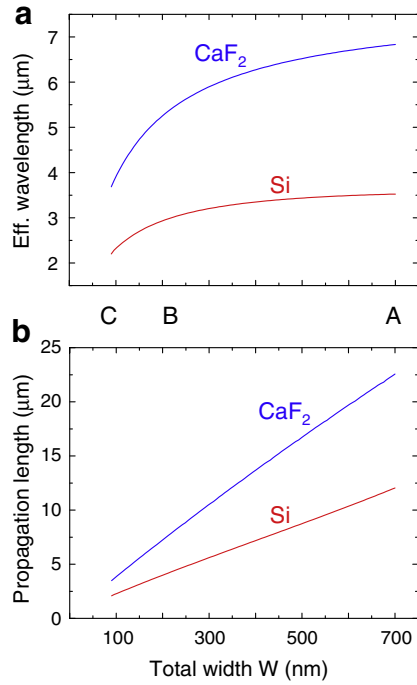 a
7
6
5
4
3
2
Eff. wavelength (μm)
CaF₂
Si
C B A
b
25
20
15
10
5
0
Propagation length (μm)
CaF₂
Si
100 300 500 700
Total width W (nm)